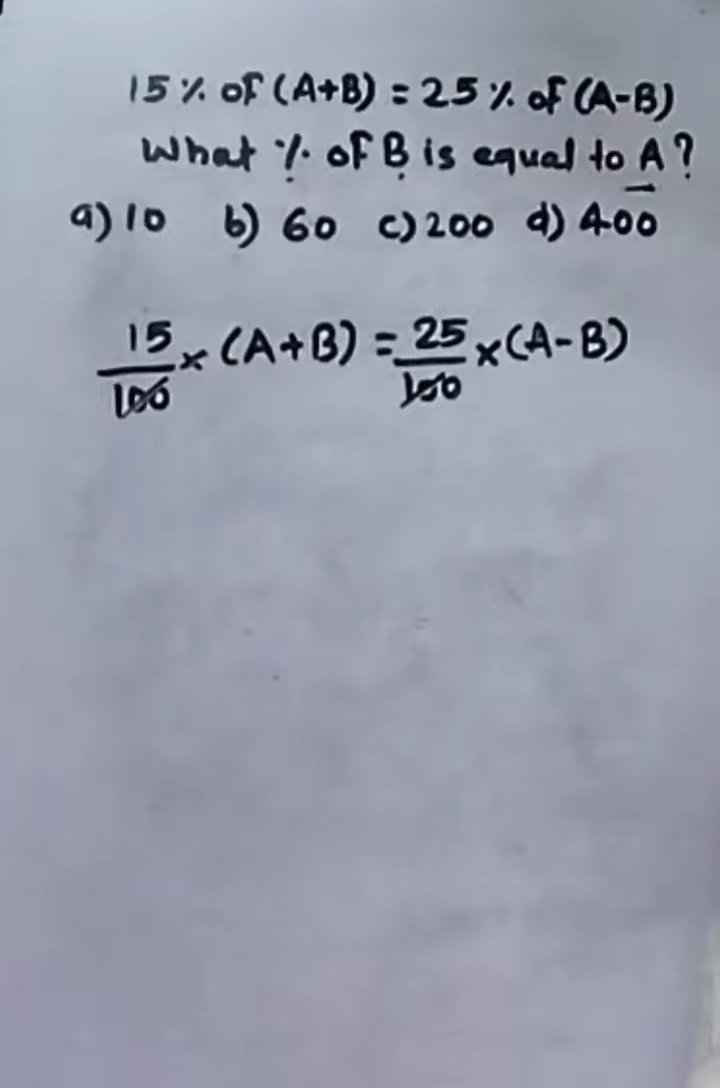 15% of (A+B) = 25% of (A-B)
What % of B is equal to A?
a) 10 b) 60 c) 200 d) 400
15/100 × (A+B) = 25/100 × (A-B)